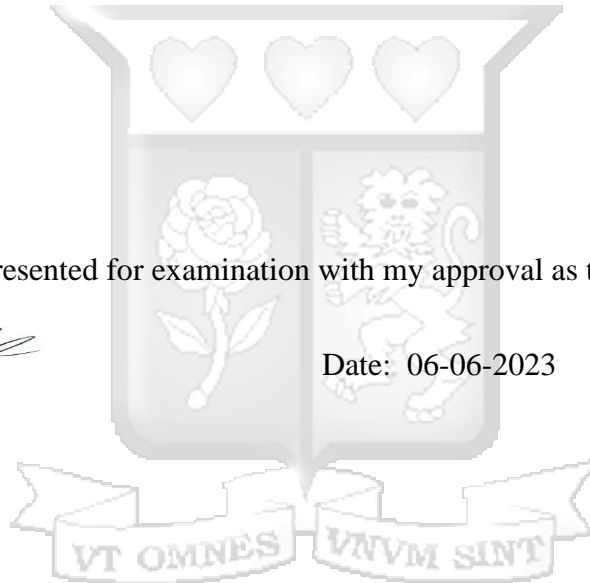 resented for examination with my approval as t
Date: 06-06-2023
VT OMNES VNVM SINT